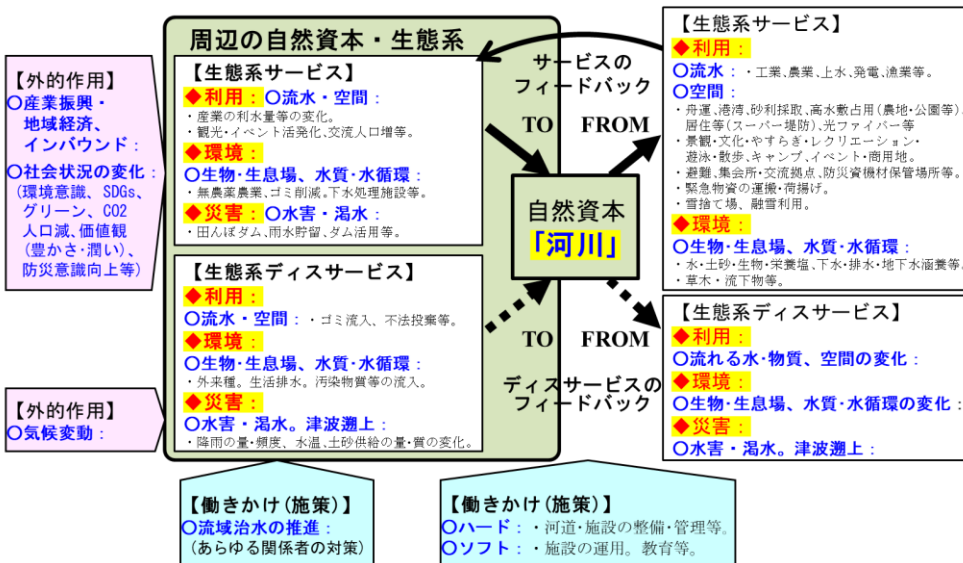 【外的作用】
〇産業振興・
地域経済、
インバウンド：
〇社会状況の変化：
(環境意識、SDGs、
グリーン、CO2
人口減、価値観
(豊かさ・潤い)、
防災意識向上等)
【外的作用】
〇気候変動：
周辺の自然資本・生態系
【生態系サービス】
◆利用：〇流水・空間：
・産業の利水量等の変化。
・観光・イベント活発化、交流人口増等。
◆環境：
〇生物・生息場、水質・水循環：
・無農薬農業、ゴミ削減。下水処理施設等。
◆災害：〇水害・渇水：
・田んぼダム、雨水貯留、ダム活用等。
【生態系ディスサービス】
◆利用：
〇流水・空間：・ゴミ流入、不法投棄等。
◆環境：
〇生物・生息場、水質・水循環：
・外来種。生活排水。汚染物質等の流入。
◆災害：
〇水害・渇水。津波遡上：
・降雨の量・頻度、水温、土砂供給の量・質の変化。
サービスの
フィードバック
TO FROM
自然資本
「河川」
TO FROM
ディスサービスの
フィードバック
【生態系サービス】
◆利用：
〇流水：・工業、農業、上水、発電、漁業等。
〇空間：
・舟運、港湾、砂利採取、高水敷占用(農地・公園等)、
居住等(スーパー堤防)、光ファイバー等
・景観・文化・やすらぎ・レクリエーション・
遊泳・散歩、キャンプ、イベント・商用地。
・避難、集会所・交流拠点、防災資機材保管場所等。
・緊急物資の運搬・荷揚げ。
・雪捨て場、融雪利用。
◆環境：
〇生物・生息場、水質・水循環：
・水・土砂・生物・栄養塩、下水・排水・地下水涵養等。
・草木・流下物等。
【生態系ディスサービス】
◆利用：
〇流れる水・物質、空間の変化：
◆環境：
〇生物・生息場、水質・水循環の変化：
◆災害：
〇水害・渇水。津波遡上：
【働きかけ(施策)】
〇流域治水の推進：
(あらゆる関係者の対策)
【働きかけ(施策)】
〇ハード：・河道・施設の整備・管理等。
〇ソフト：・施設の運用。教育等。